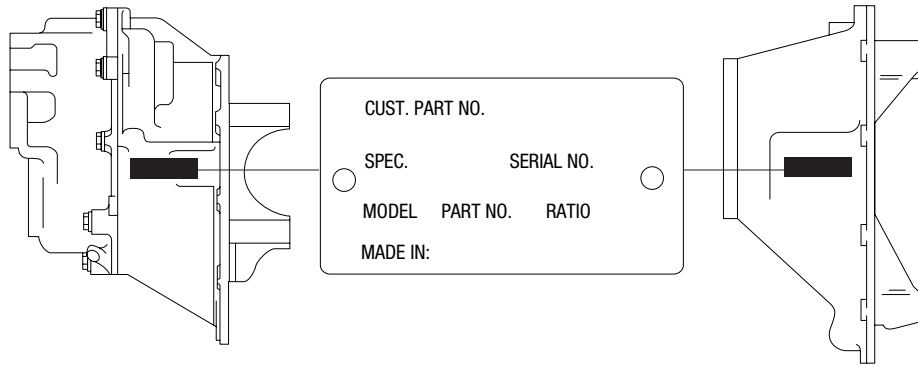 CUST. PART NO.
SPEC. SERIAL NO.
MODEL PART NO. RATIO
MADE IN: